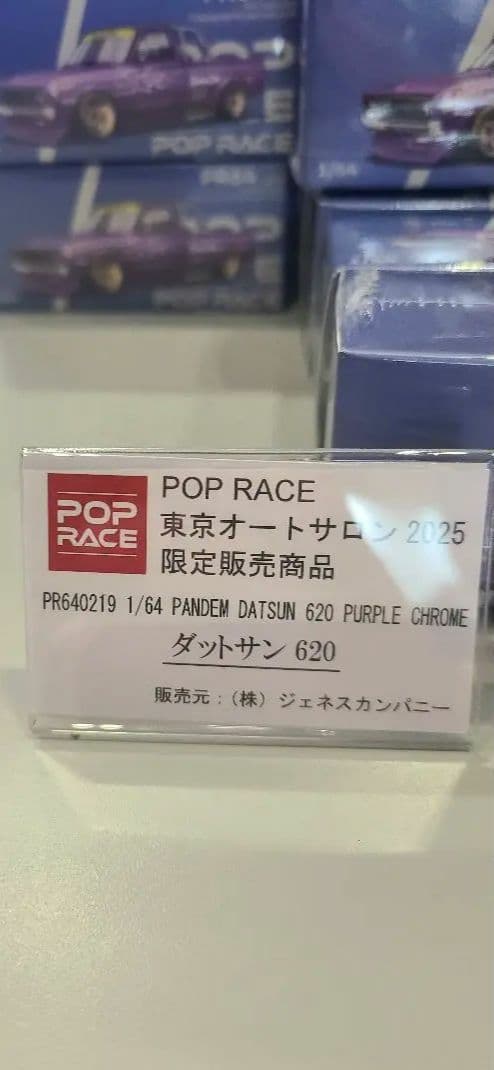 POP RACE
POP RACE
1/64
POP
RACE
POP RACE
東京オートサロン 2025
限定販売商品
PR640219 1/64 PANDEM DATSUN 620 PURPLE CHROME
ダットサン 620
販売元：（株）ジェネスカンパニー